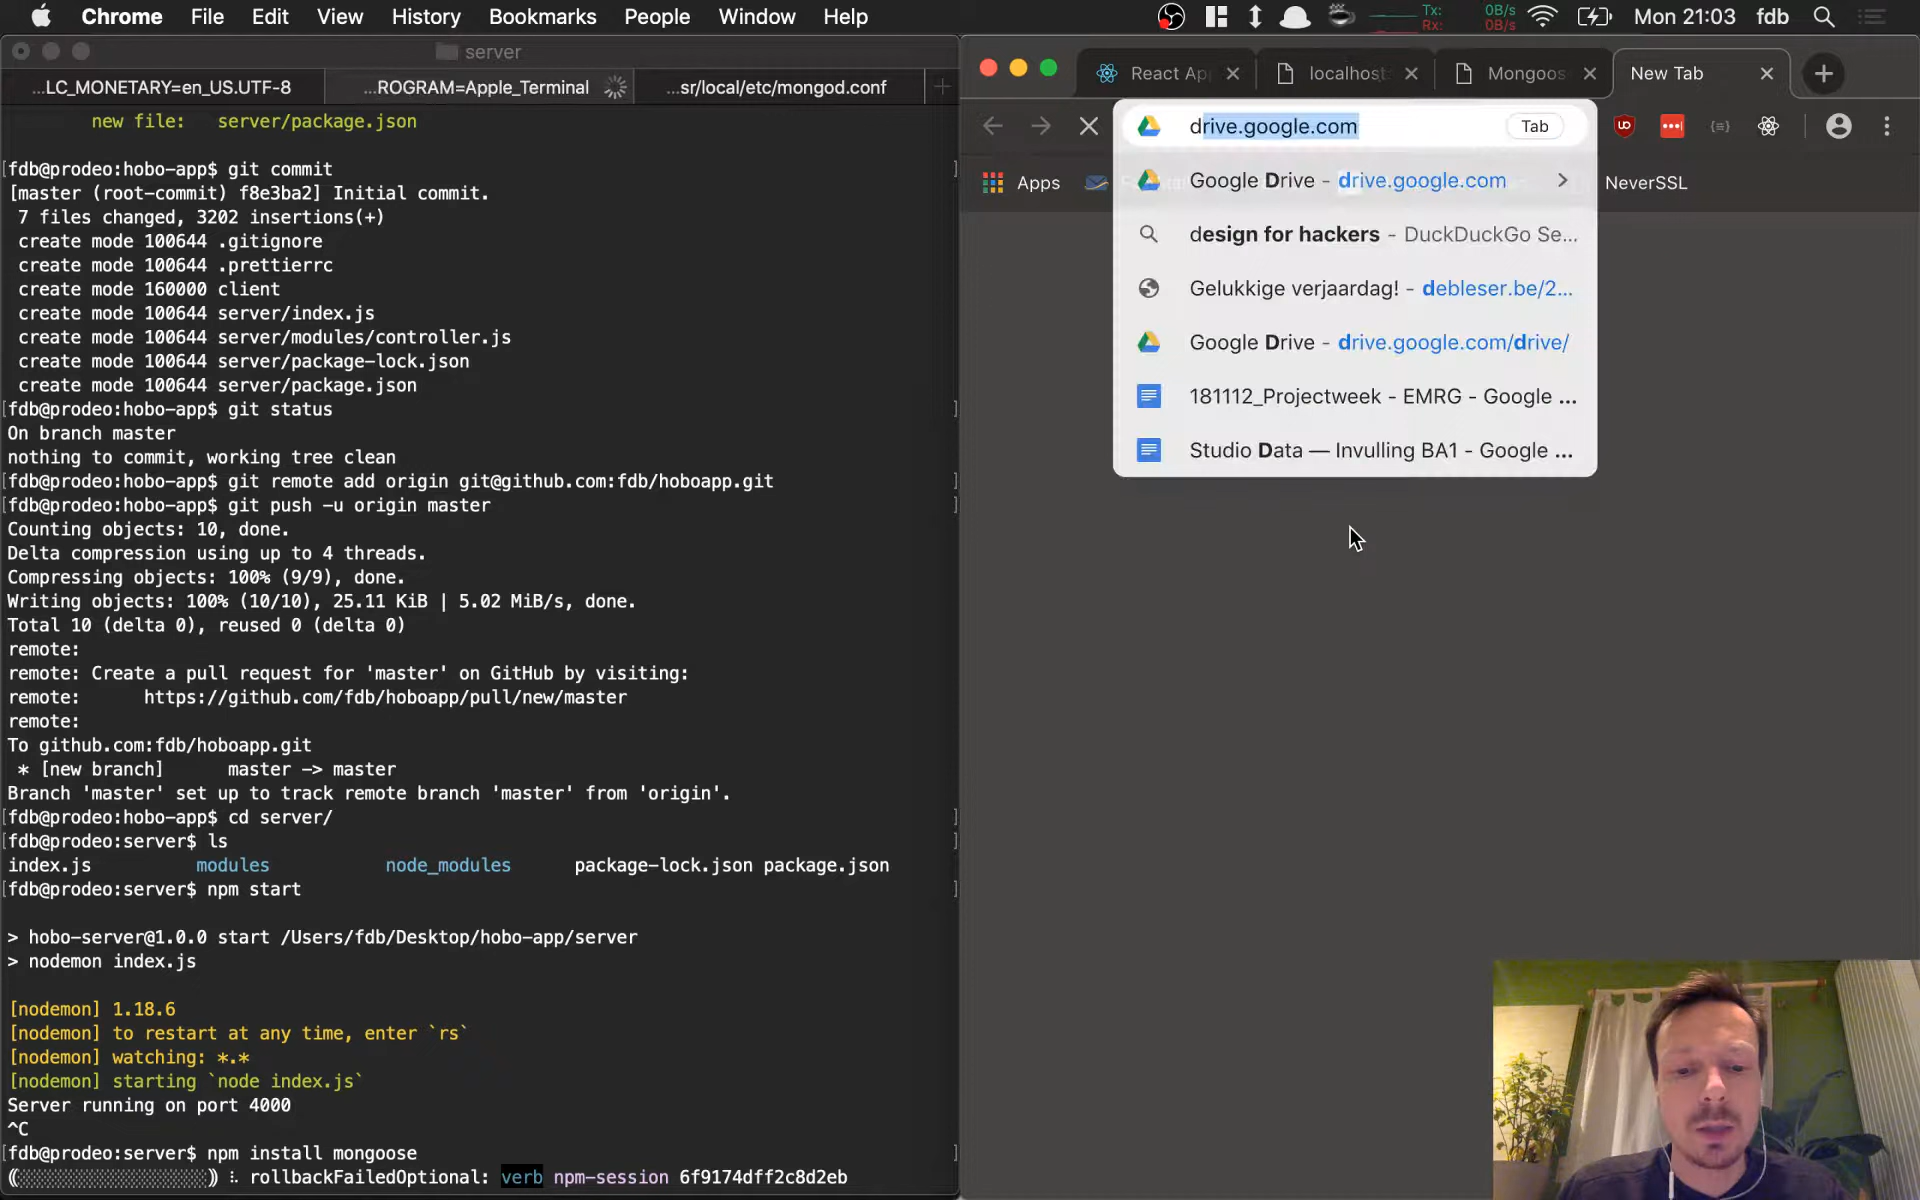 Chrome File Edit View History Bookmarks People Window Help
Tx: 0B/s
Rx: 0B/s
Mon 21:03 fdb
server
...LC_MONETARY=en_US.UTF-8 ...ROGRAM=Apple_Terminal ...sr/local/etc/mongod.conf
new file: server/package.json
[fdb@prodeo:hobo-app$ git commit ]
[master (root-commit) f8e3ba2] Initial commit.
7 files changed, 3202 insertions(+)
create mode 100644 .gitignore
create mode 100644 .prettierrc
create mode 160000 client
create mode 100644 server/index.js
create mode 100644 server/modules/controller.js
create mode 100644 server/package-lock.json
create mode 100644 server/package.json
[fdb@prodeo:hobo-app$ git status ]
On branch master
nothing to commit, working tree clean
[fdb@prodeo:hobo-app$ git remote add origin git@github.com:fdb/hoboapp.git ]
[fdb@prodeo:hobo-app$ git push -u origin master ]
Counting objects: 10, done.
Delta compression using up to 4 threads.
Compressing objects: 100% (9/9), done.
Writing objects: 100% (10/10), 25.11 KiB | 5.02 MiB/s, done.
Total 10 (delta 0), reused 0 (delta 0)
remote:
remote: Create a pull request for 'master' on GitHub by visiting:
remote: https://github.com/fdb/hoboapp/pull/new/master
remote:
To github.com:fdb/hoboapp.git
* [new branch] master -> master
Branch 'master' set up to track remote branch 'master' from 'origin'.
[fdb@prodeo:hobo-app$ cd server/ ]
[fdb@prodeo:server$ ls ]
index.js modules node_modules package-lock.json package.json
[fdb@prodeo:server$ npm start ]
> hobo-server@1.0.0 start /Users/fdb/Desktop/hobo-app/server
> nodemon index.js
[nodemon] 1.18.6
[nodemon] to restart at any time, enter `rs`
[nodemon] watching: *.*
[nodemon] starting `node index.js`
Server running on port 4000
^C
[fdb@prodeo:server$ npm install mongoose ]
rollbackFailedOptional: verb npm-session 6f9174dff2c8d2eb
React Ap localhost: Mongoos New Tab
drive.google.com Tab
Apps NeverSSL
Google Drive - drive.google.com
design for hackers - DuckDuckGo Se...
Gelukkige verjaardag! - debleser.be/2...
Google Drive - drive.google.com/drive/
181112_Projectweek - EMRG - Google ...
Studio Data — Invulling BA1 - Google ...